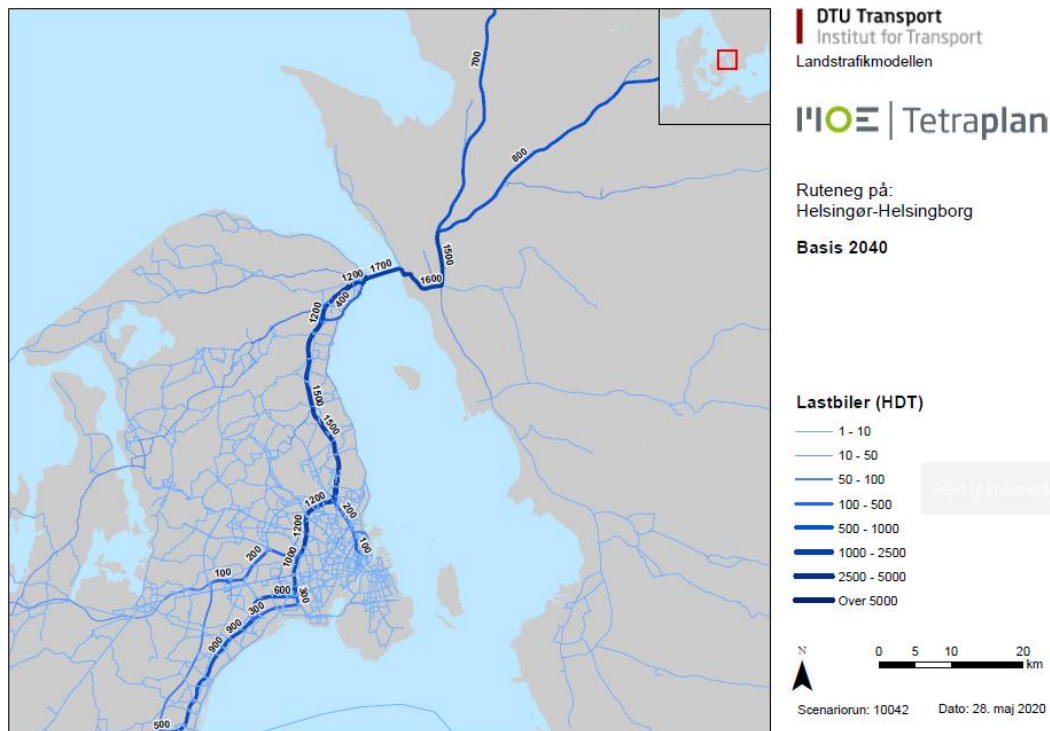 700
800
1500
1600
1700
1200
400
1200
1500
1500
1200
200
1200
100
1000
200
100
600
300
300
900
900
500
DTU Transport
Institut for Transport
Landstrafikmodellen
MOE | Tetraplan
Ruteneg på:
Helsingør-Helsingborg
Basis 2040
Lastbiler (HDT)
1 - 10
10 - 50
50 - 100
100 - 500
500 - 1000
1000 - 2500
2500 - 5000
Over 5000
Send til komment
N
0 5 10 20
km
Scenariorun: 10042 Dato: 28. maj 2020